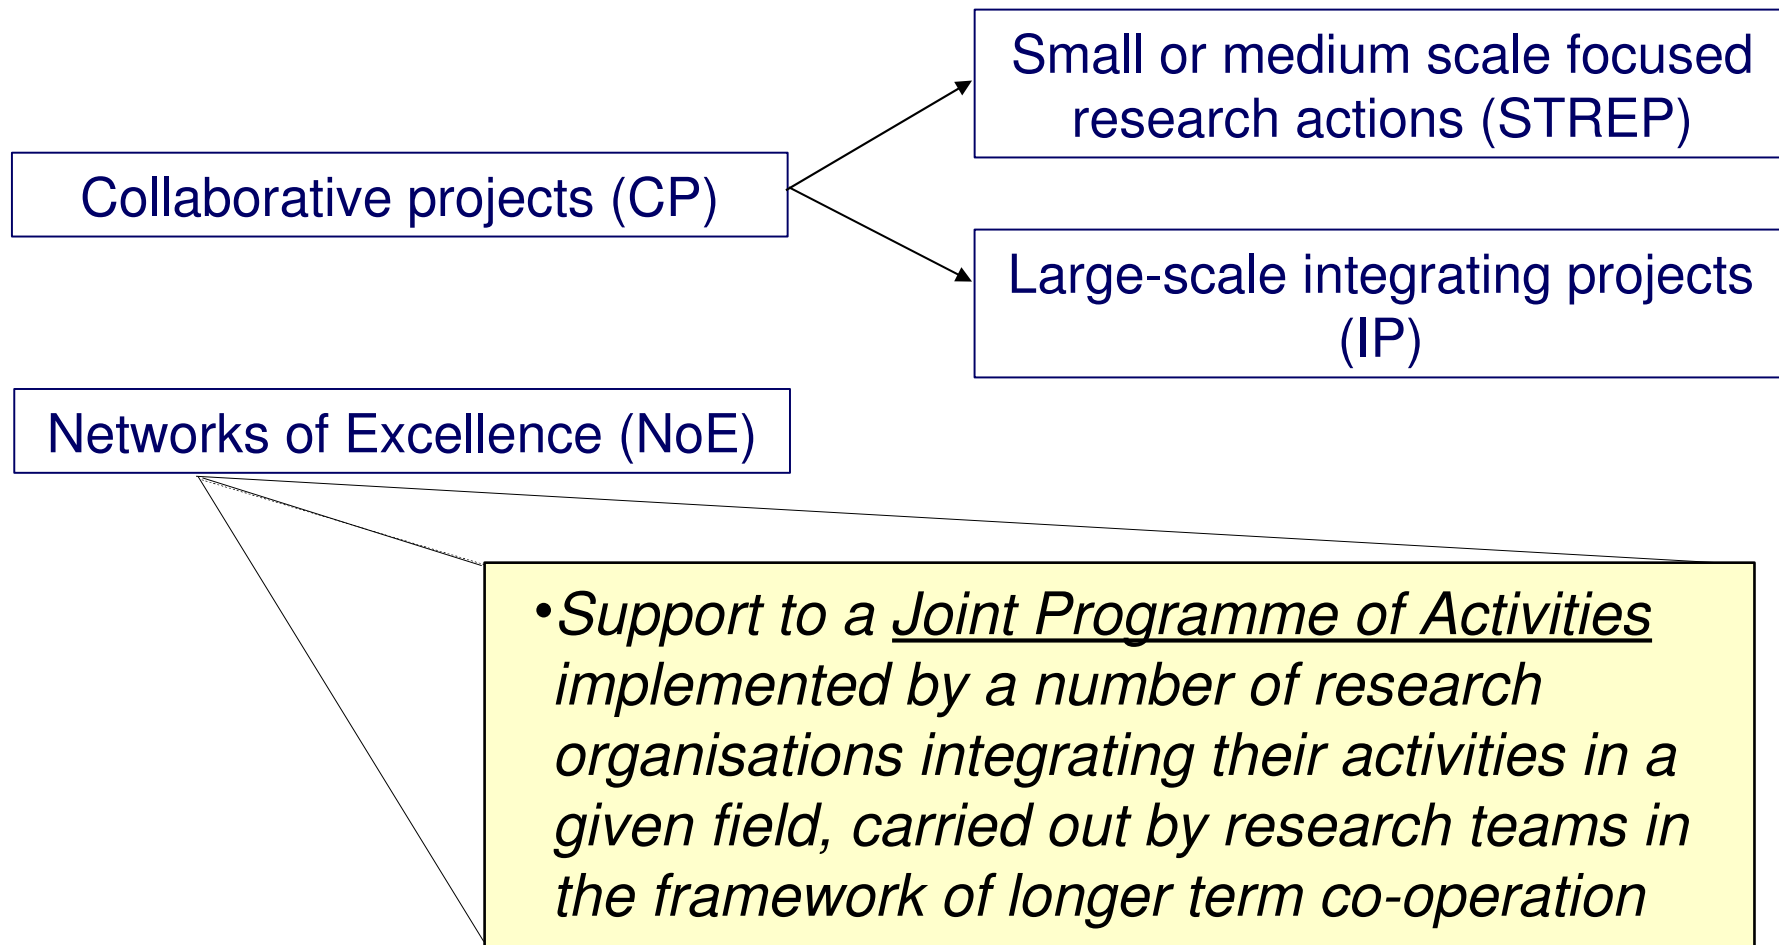 Small or medium scale focused
research actions (STREP)
Collaborative projects (CP)
Large-scale integrating projects
(IP)
Networks of Excellence (NoE)
•Support to a Joint Programme of Activities
implemented by a number of research
organisations integrating their activities in a
given field, carried out by research teams in
the framework of longer term co-operation